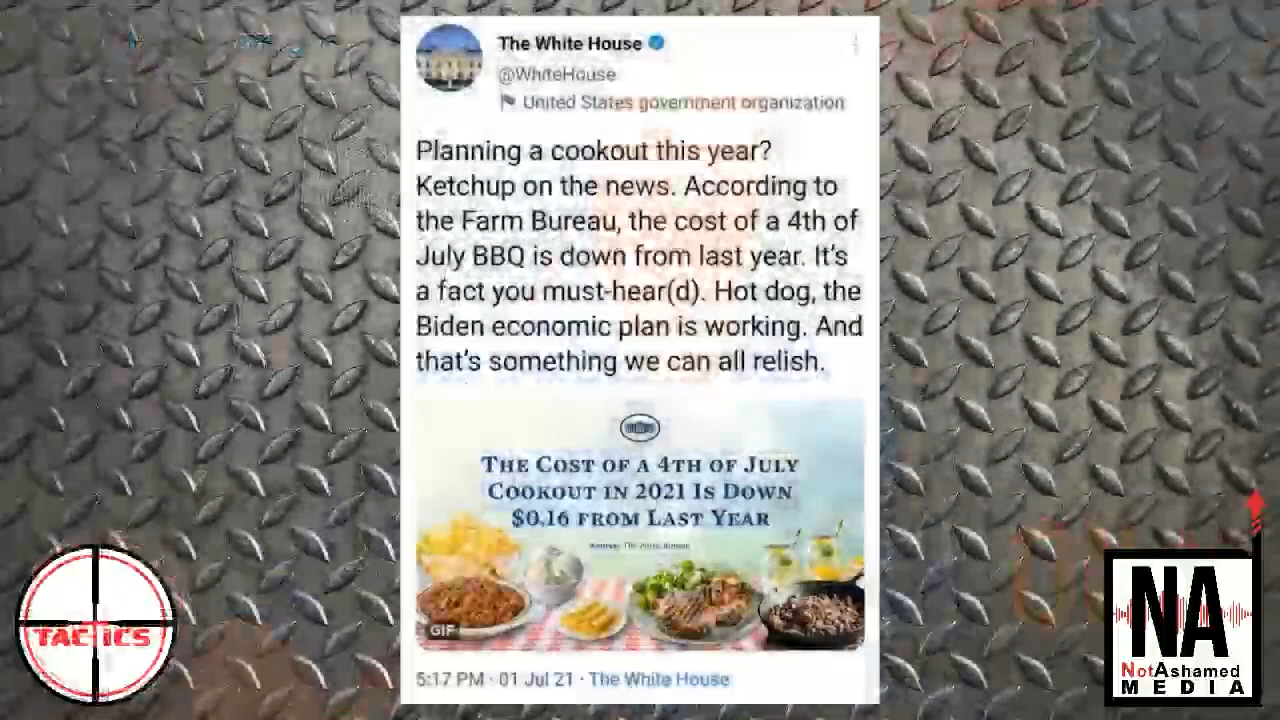 The White House
@WhiteHouse
United States government organization
Planning a cookout this year?
Ketchup on the news. According to
the Farm Bureau, the cost of a 4th of
July BBQ is down from last year. It's
a fact you must-hear(d). Hot dog, the
Biden economic plan is working. And
that's something we can all relish.
THE COST OF A 4TH OF JULY
COOKOUT IN 2021 IS DOWN
$0.16 FROM LAST YEAR
GIF
5:17 PM · 01 Jul 21 · The White House
TACTICS
NA
NotAshamed
MEDIA